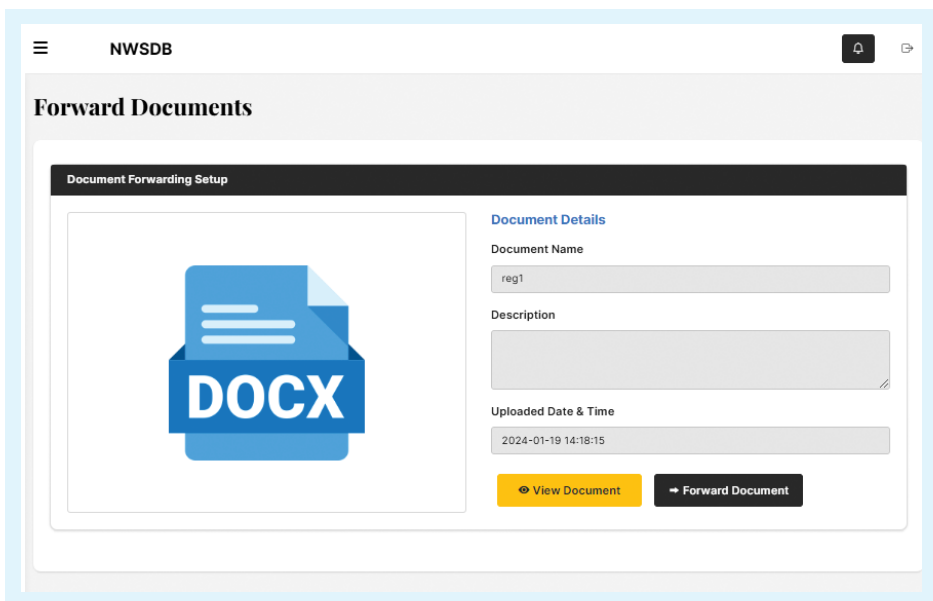 NWSDB
Forward Documents
Document Forwarding Setup
Document Details
Document Name
reg1
Description
Uploaded Date & Time
2024-01-19 14:18:15
View Document
Forward Document
DOCX